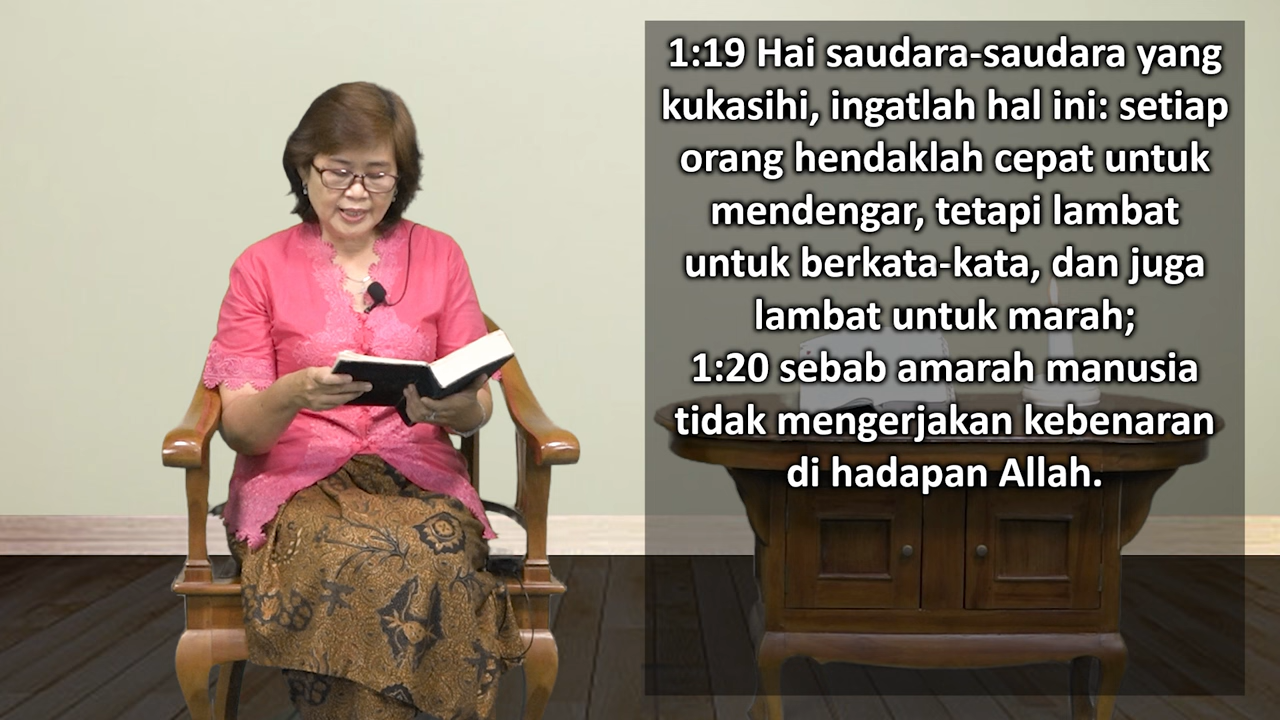 1:19 Hai saudara-saudara yang
kukasihi, ingatlah hal ini: setiap
orang hendaklah cepat untuk
mendengar, tetapi lambat
untuk berkata-kata, dan juga
lambat untuk marah;
1:20 sebab amarah manusia
tidak mengerjakan kebenaran
di hadapan Allah.